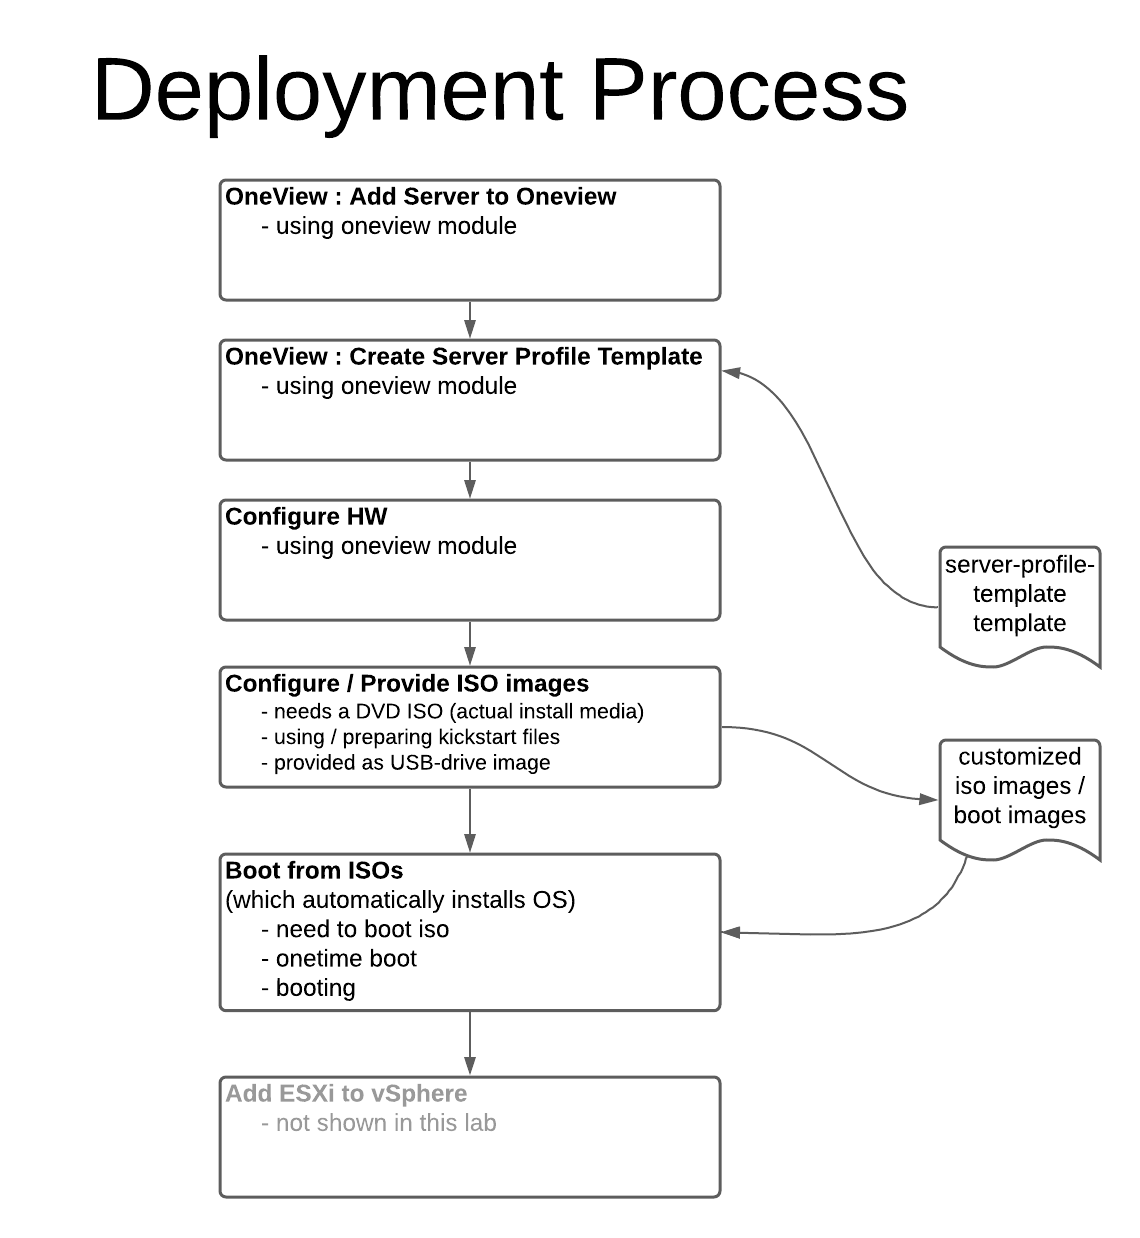 Deployment Process
OneView : Add Server to Oneview
- using oneview module
OneView : Create Server Profile Template
- using oneview module
Configure HW
- using oneview module
server-profile-
template
template
Configure / Provide ISO images
- needs a DVD ISO (actual install media)
- using / preparing kickstart files
- provided as USB-drive image
customized
iso images /
boot images
Boot from ISOs
(which automatically installs OS)
- need to boot iso
- onetime boot
- booting
Add ESXi to vSphere
- not shown in this lab